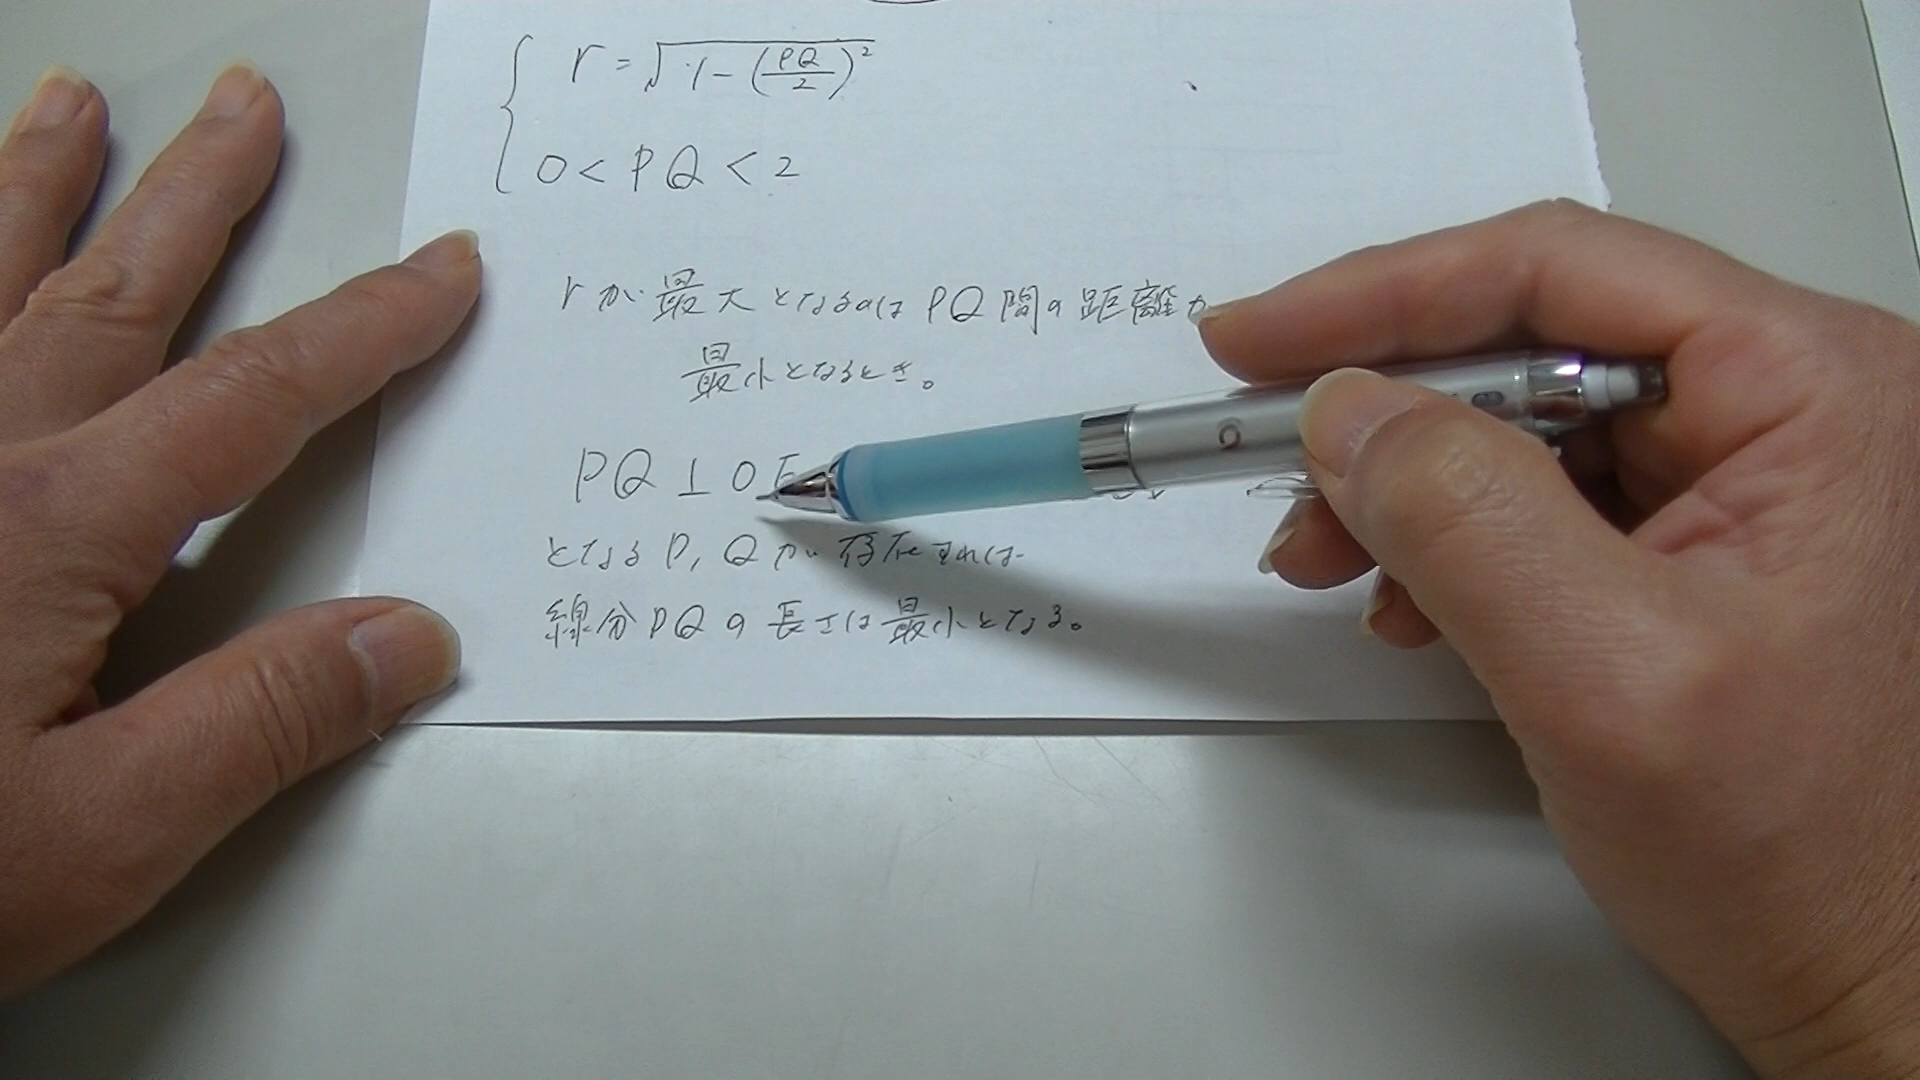 r = √1 - (PQ/2)²
0 < PQ < 2
rが最大となるのはPQ間の距離が
最小となるとき。
PQ ⊥ OE
となるP, Qが存在すれば
線分PQの長さは最小となる。